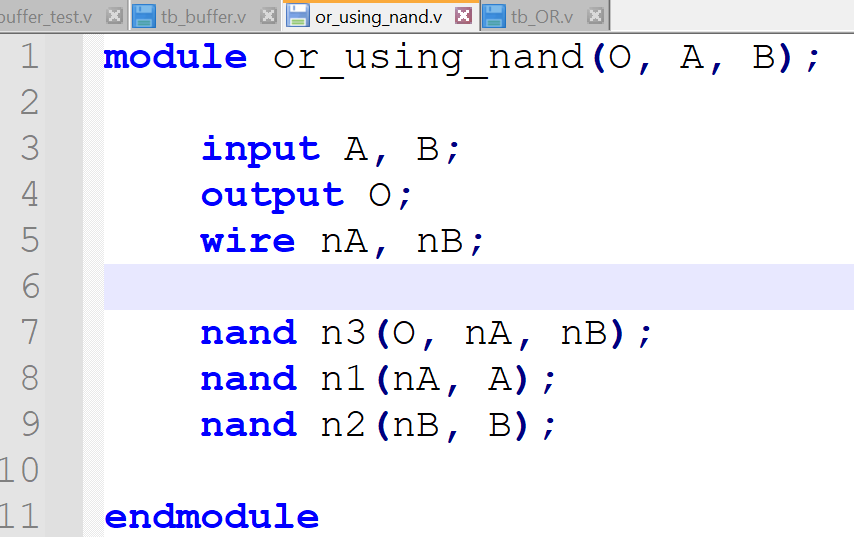 buffer_test.v tb_buffer.v or_using_nand.v tb_OR.v
1 module or_using_nand(O, A, B);
2
3 input A, B;
4 output O;
5 wire nA, nB;
6
7 nand n3(O, nA, nB);
8 nand n1(nA, A);
9 nand n2(nB, B);
10
11 endmodule